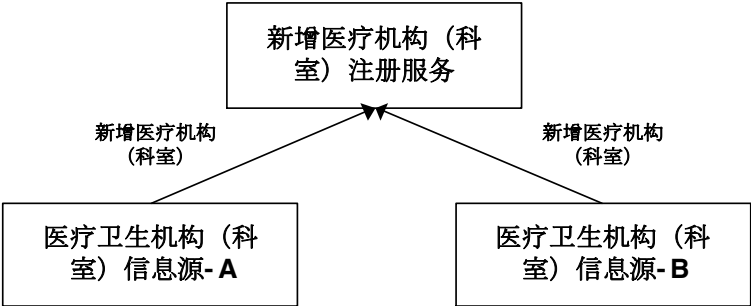 新增医疗机构（科
室）注册服务
新增医疗机构
（科室）
新增医疗机构
（科室）
医疗卫生机构（科
室）信息源- A
医疗卫生机构（科
室）信息源- B